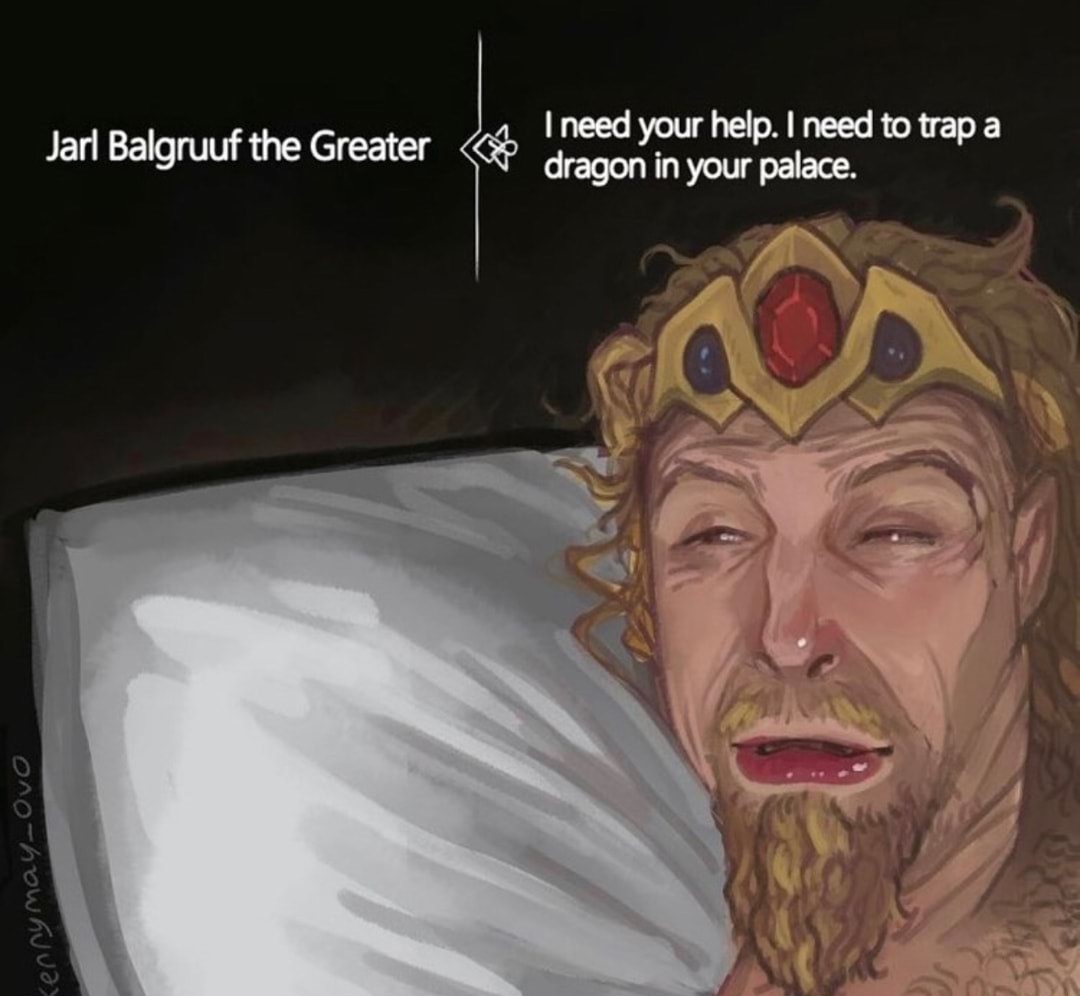 Jarl Balgruuf the Greater
I need your help. I need to trap a
dragon in your palace.
kennymay_ovo